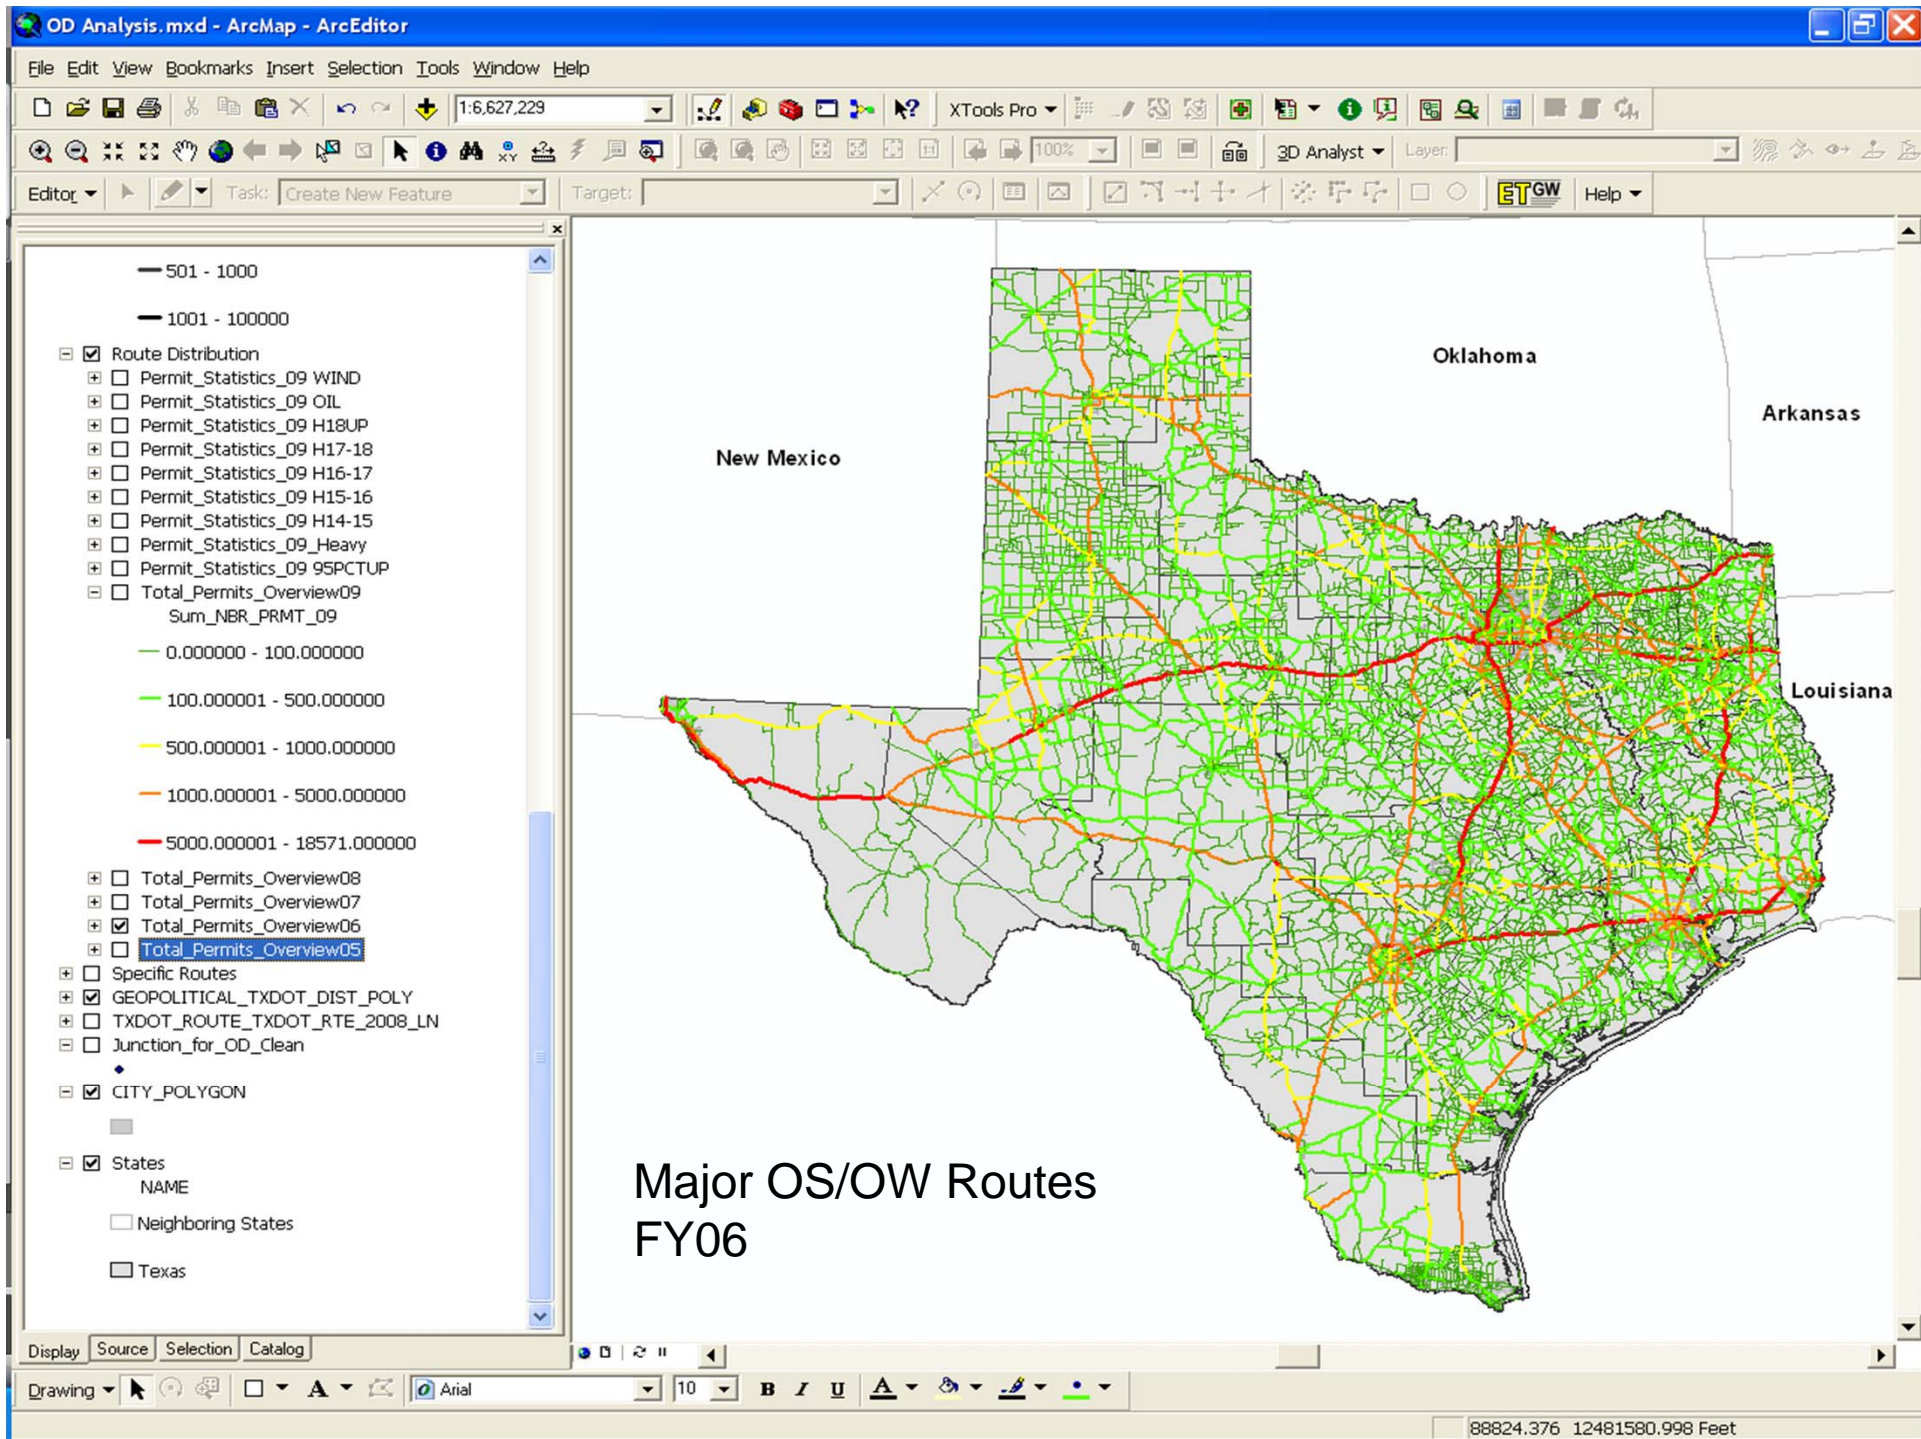 OD Analysis.mxd - ArcMap - ArcEditor
File Edit View Bookmarks Insert Selection Tools Window Help
1:6,627,229
XTools Pro
100%
3D Analyst
Layer:
Editor
Task: Create New Feature
Target:
ETGW
Help
501 - 1000
1001 - 100000
Route Distribution
Permit_Statistics_09 WIND
Permit_Statistics_09 OIL
Permit_Statistics_09 H18UP
Permit_Statistics_09 H17-18
Permit_Statistics_09 H16-17
Permit_Statistics_09 H15-16
Permit_Statistics_09 H14-15
Permit_Statistics_09_Heavy
Permit_Statistics_09 95PCTUP
Total_Permits_Overview09
Sum_NBR_PRMT_09
0.000000 - 100.000000
100.000001 - 500.000000
500.000001 - 1000.000000
1000.000001 - 5000.000000
5000.000001 - 18571.000000
Total_Permits_Overview08
Total_Permits_Overview07
Total_Permits_Overview06
Total_Permits_Overview05
Specific Routes
GEOPOLITICAL_TXDOT_DIST_POLY
TXDOT_ROUTE_TXDOT_RTE_2008_LN
Junction_for_OD_Clean
CITY_POLYGON
States
NAME
Neighboring States
Texas
Display Source Selection Catalog
Oklahoma
Arkansas
New Mexico
Louisiana
Major OS/OW Routes
FY06
Drawing
A
Arial
10
B I U A
88824.376 12481580.998 Feet